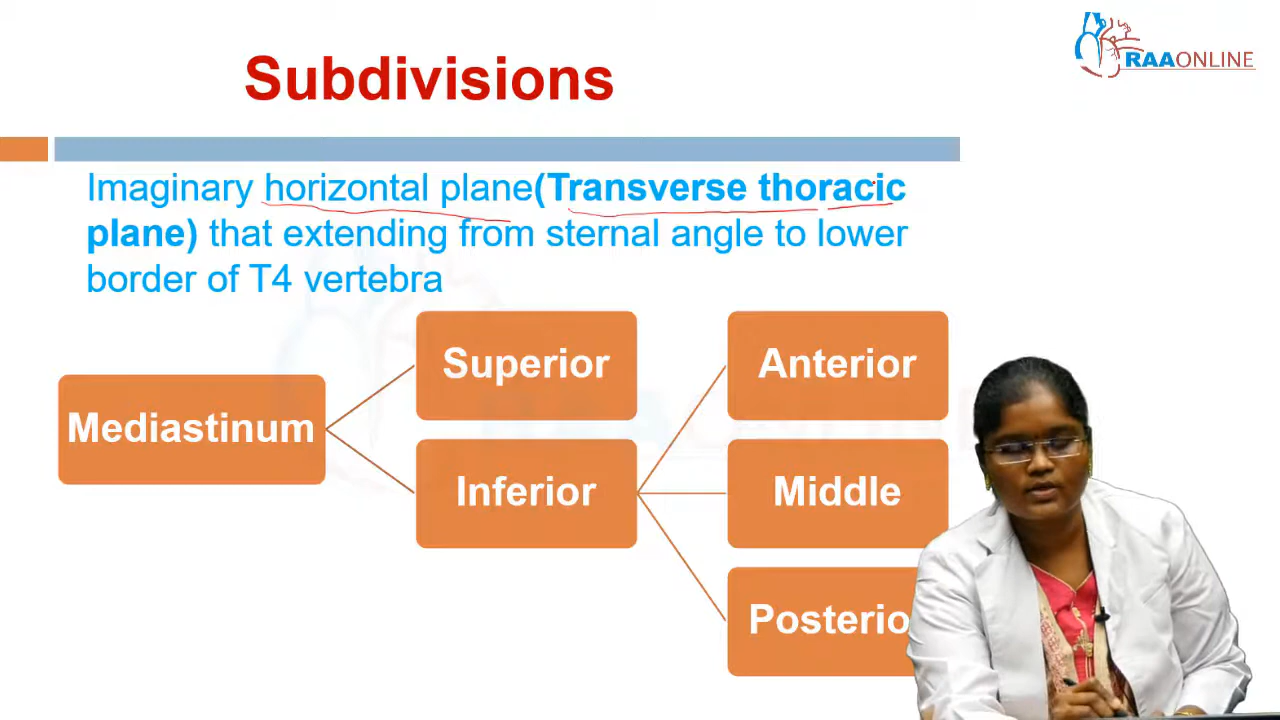 Subdivisions
RAAONLINE
Imaginary horizontal plane(Transverse thoracic
plane) that extending from sternal angle to lower
border of T4 vertebra
Superior
Anterior
Mediastinum
Inferior
Middle
Posterio